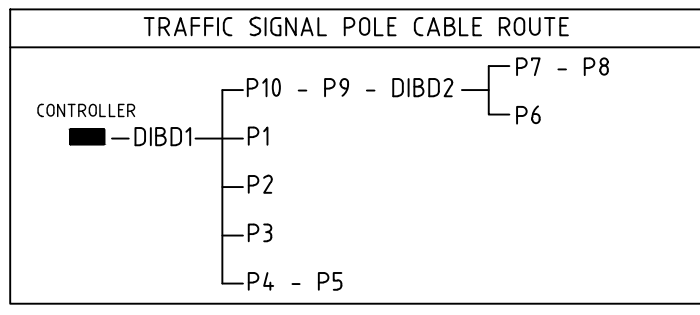 TRAFFIC SIGNAL POLE CABLE ROUTE
P7 - P8
P10 - P9 - DIBD2
P6
CONTROLLER
DIBD1
P1
P2
P3
P4 - P5